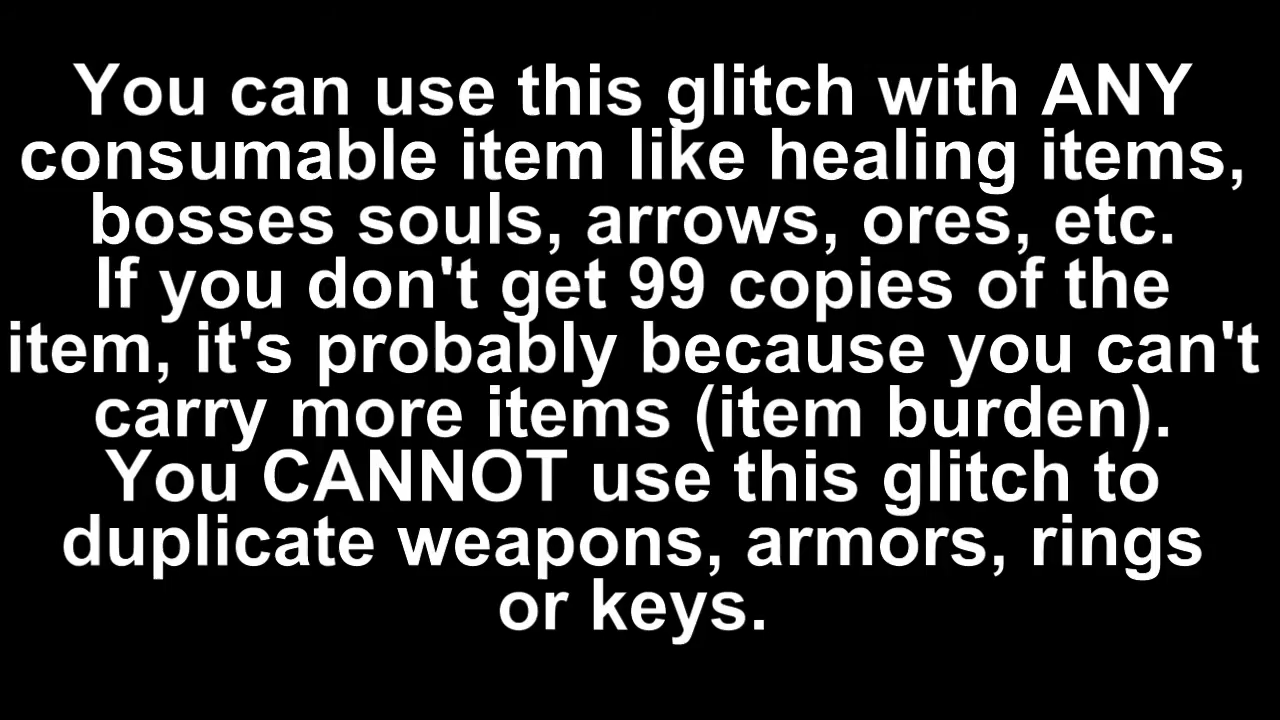 You can use this glitch with ANY
consumable item like healing items,
bosses souls, arrows, ores, etc.
If you don't get 99 copies of the
item, it's probably because you can't
carry more items (item burden).
You CANNOT use this glitch to
duplicate weapons, armors, rings
or keys.